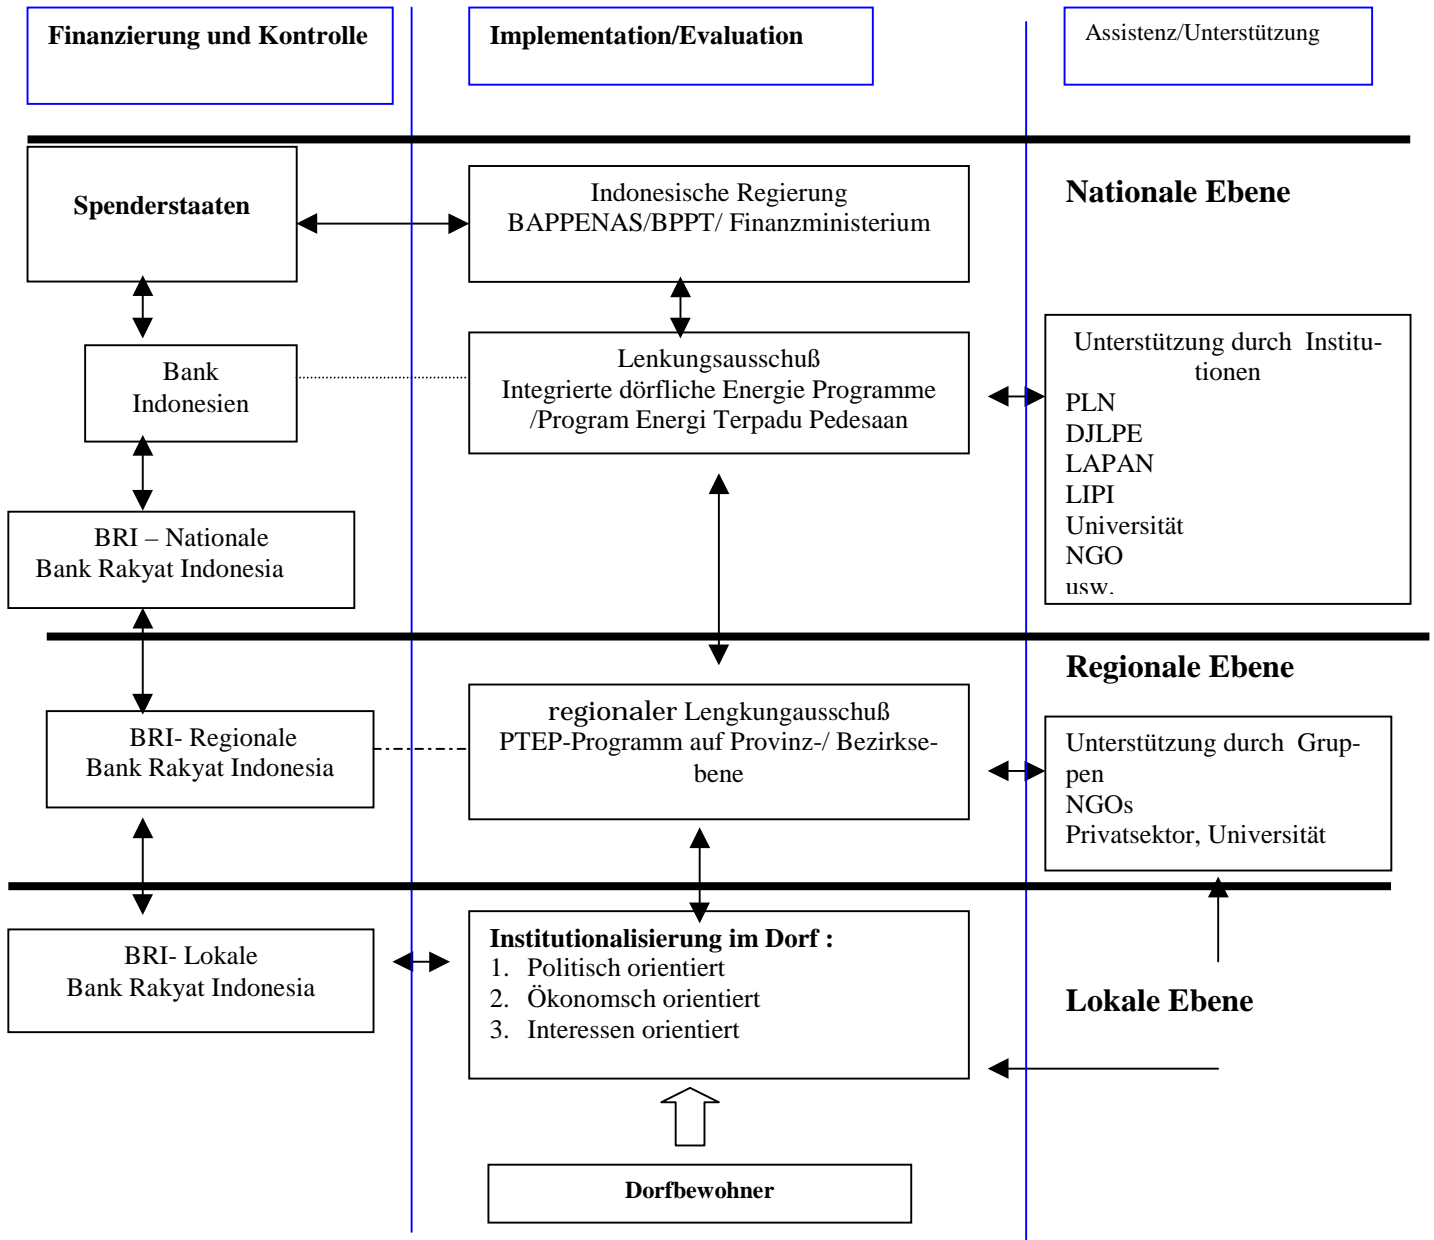 Finanzierung und Kontrolle
Implementation/Evaluation
Assistenz/Unterstützung
Spenderstaaten
Indonesische Regierung
BAPPENAS/BPPT/ Finanzministerium
Nationale Ebene
Bank
Indonesien
Lenkungsausschuß
Integrierte dörfliche Energie Programme
/Program Energi Terpadu Pedesaan
Unterstützung durch Institu-
tionen
PLN
DJLPE
LAPAN
LIPI
Universität
NGO
usw.
BRI – Nationale
Bank Rakyat Indonesia
Regionale Ebene
BRI- Regionale
Bank Rakyat Indonesia
regionaler Lengkungausschuß
PTEP-Programm auf Provinz-/ Bezirkse-
bene
Unterstützung durch Grup-
pen
NGOs
Privatsektor, Universität
BRI- Lokale
Bank Rakyat Indonesia
Institutionalisierung im Dorf :
1. Politisch orientiert
2. Ökonomsch orientiert
3. Interessen orientiert
Lokale Ebene
Dorfbewohner